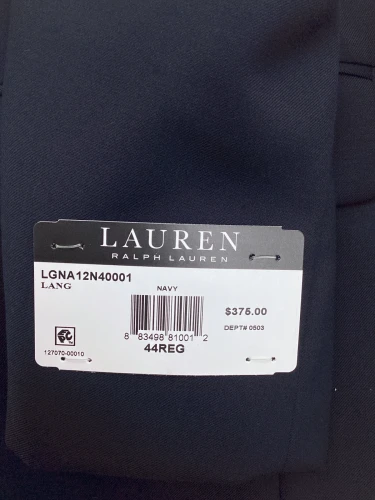 LAUREN
RALPH LAUREN
LGNA12N40001
LANG
NAVY
$375.00
DEPT# 0503
8 83498 81001 2
44REG
127070-00010